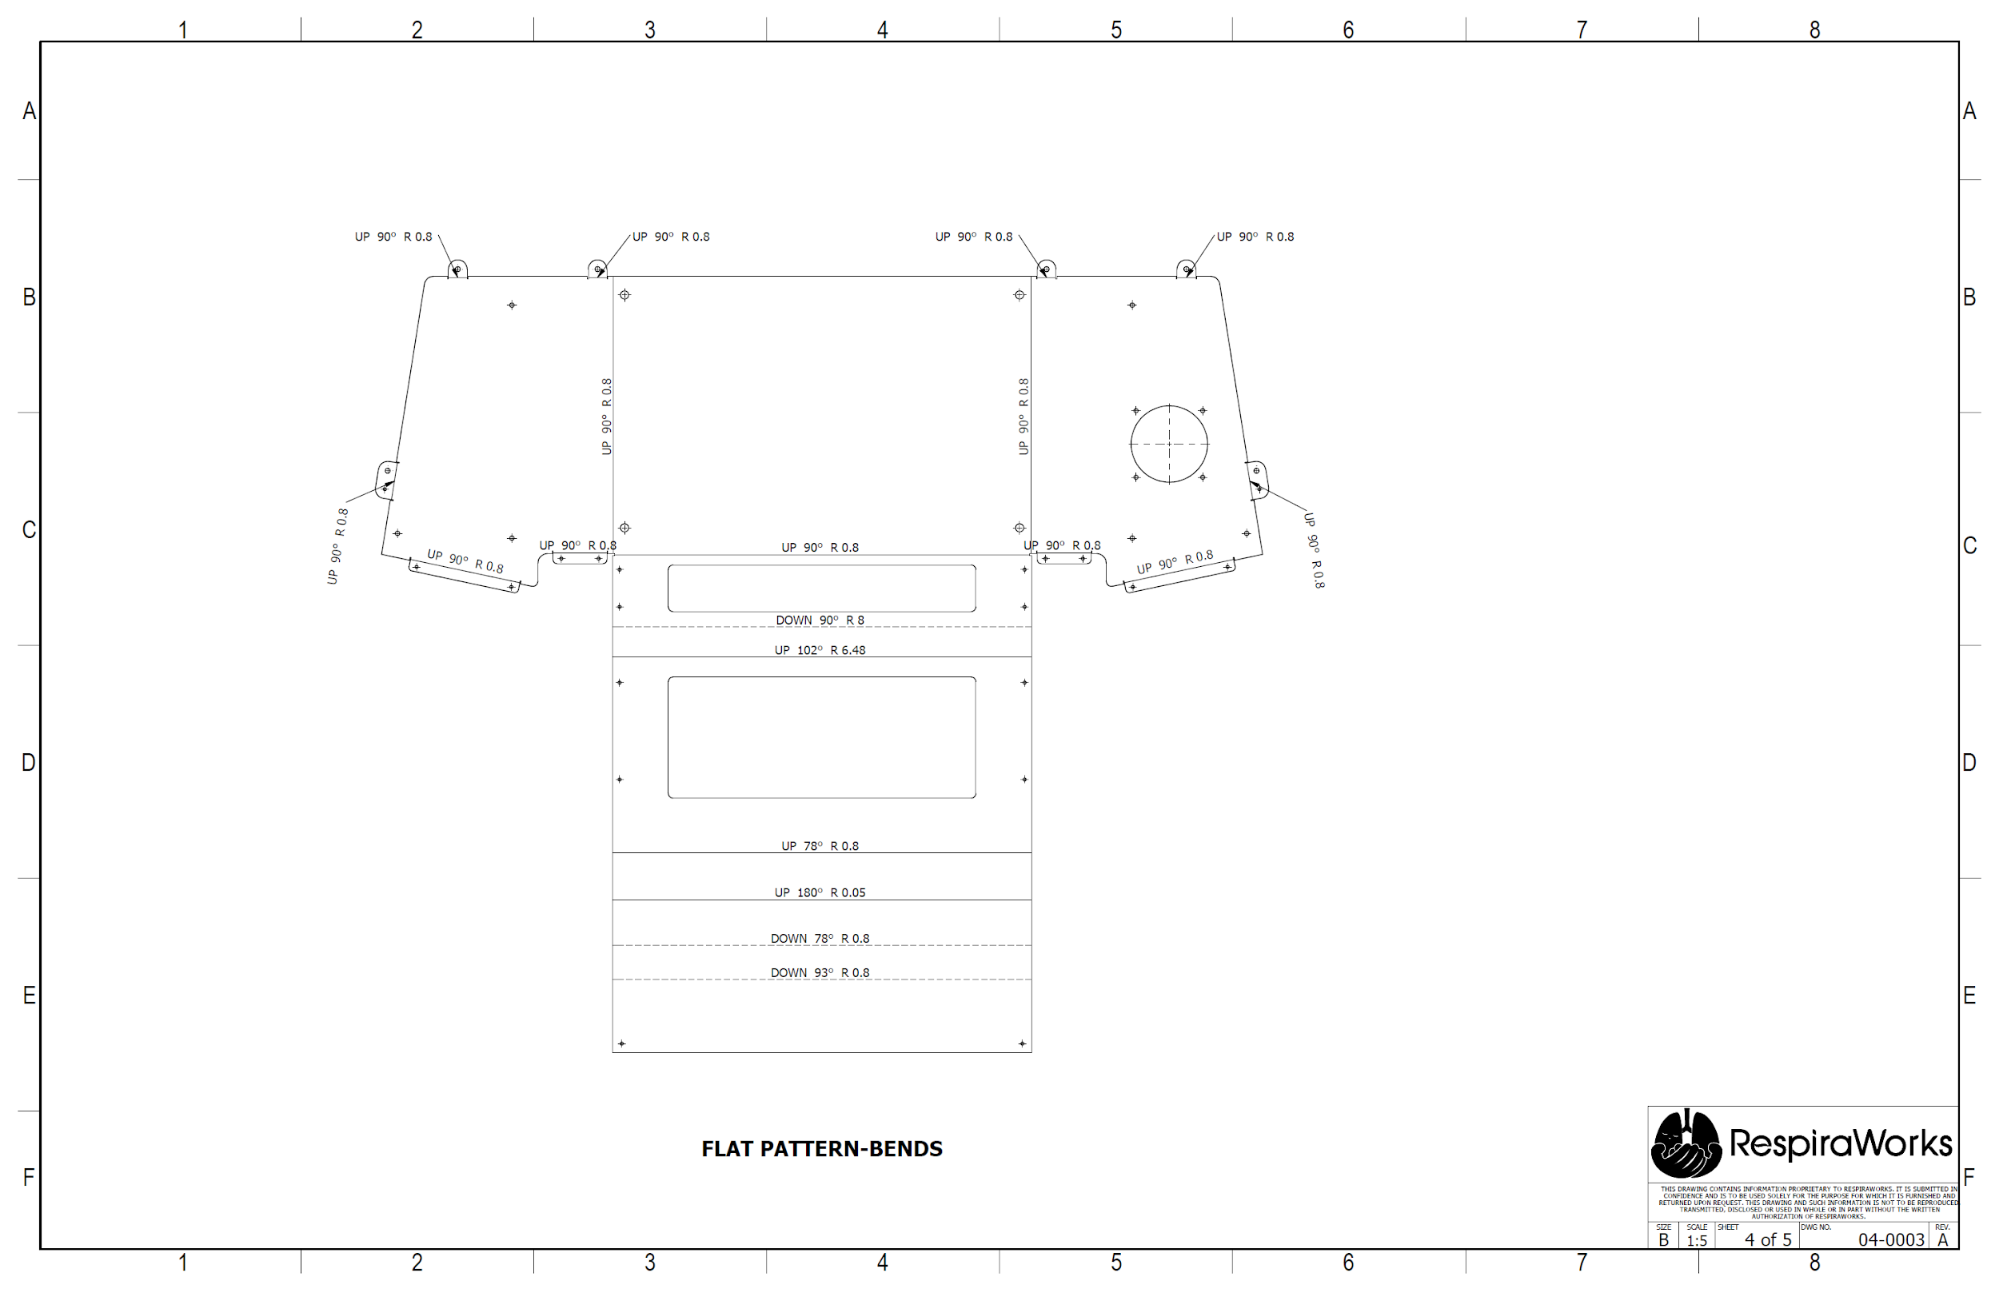 1 2 3 4 5 6 7 8
A A
UP 90° R 0.8 UP 90° R 0.8 UP 90° R 0.8 UP 90° R 0.8
B B
UP 90° R 0.8 UP 90° R 0.8
UP 90° R 0.8 UP 90° R 0.8
C C
UP 90° R 0.8 UP 90° R 0.8 UP 90° R 0.8 UP 90° R 0.8 UP 90° R 0.8
DOWN 90° R 8
UP 102° R 6.48
D D
UP 78° R 0.8
UP 180° R 0.05
DOWN 78° R 0.8
DOWN 93° R 0.8
E E
FLAT PATTERN-BENDS
F F
RespiraWorks
THIS DRAWING CONTAINS INFORMATION PROPRIETARY TO RESPIRAWORKS. IT IS SUBMITTED IN
CONFIDENCE AND IS TO BE USED SOLELY FOR THE PURPOSE FOR WHICH IT IS FURNISHED AND
RETURNED UPON REQUEST. THIS DRAWING AND SUCH INFORMATION IS NOT TO BE REPRODUCED,
TRANSMITTED, DISCLOSED OR USED IN WHOLE OR IN PART WITHOUT THE WRITTEN
AUTHORIZATION OF RESPIRAWORKS.
SIZE SCALE SHEET DWG NO. REV.
B 1:5 4 of 5 04-0003 A
1 2 3 4 5 6 7 8